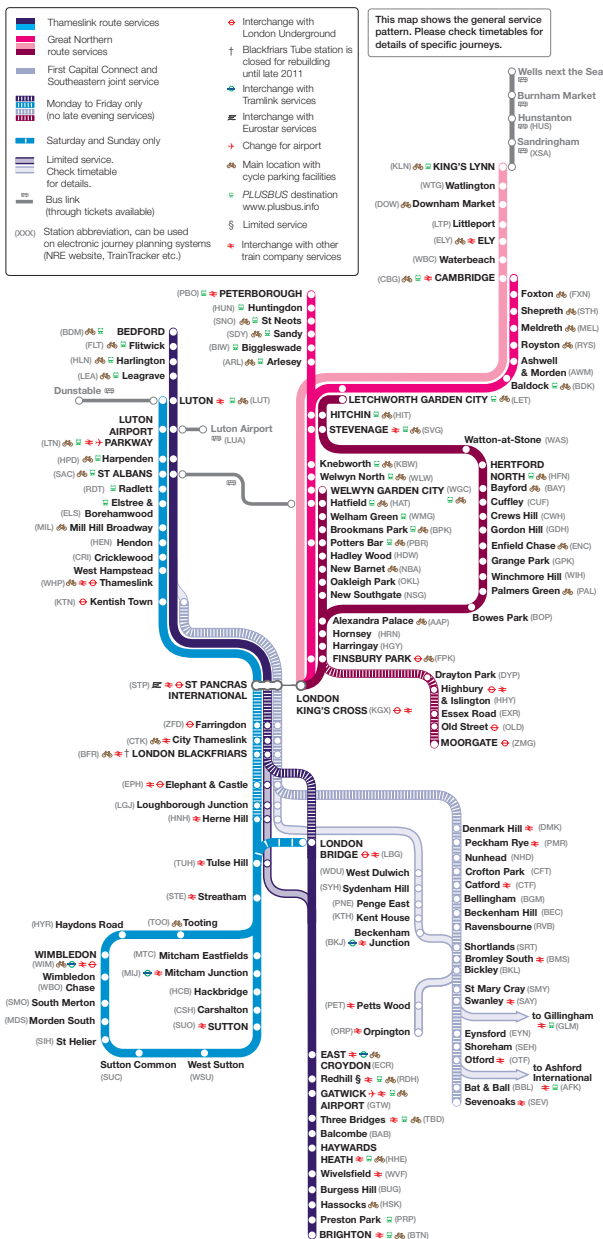 Thameslink route services
Great Northern
route services
First Capital Connect and
Southeastern joint service
Monday to Friday only
(no late evening services)
Saturday and Sunday only
Limited service.
Check timetable
for details.
Bus link
(through tickets available)
(XXX) Station abbreviation, can be used
on electronic journey planning systems
(NRE website, TrainTracker etc.)
Interchange with
London Underground
† Blackfriars Tube station is
closed for rebuilding
until late 2011
Interchange with
Tramlink services
Interchange with
Eurostar services
Change for airport
Main location with
cycle parking facilities
PLUSBUS destination
www.plusbus.info
§ Limited service
Interchange with other
train company services
This map shows the general service
pattern. Please check timetables for
details of specific journeys.
Wells next the Sea
Burnham Market
Hunstanton
(HUS)
Sandringham
(XSA)
(KLN) KING'S LYNN
(WTG) Watlington
(DOW) Downham Market
(LTP) Littleport
(ELY) ELY
(WBC) Waterbeach
(CBG) CAMBRIDGE
Foxton (FXN)
Shepreth (STH)
Meldreth (MEL)
Royston (RYS)
Ashwell
& Morden (AWM)
Baldock (BDK)
(PBO) PETERBOROUGH
(HUN) Huntingdon
(SNO) St Neots
(SDY) Sandy
(BIW) Biggleswade
(ARL) Arlesey
LETCHWORTH GARDEN CITY (LET)
HITCHIN (HIT)
STEVENAGE (SVG)
Knebworth (KBW)
Welwyn North (WLW)
WELWYN GARDEN CITY (WGC)
Hatfield (HAT)
Welham Green (WMG)
Brookmans Park (BPK)
Potters Bar (PBR)
Hadley Wood (HDW)
New Barnet (NBA)
Oakleigh Park (OKL)
New Southgate (NSG)
Alexandra Palace (AAP)
Hornsey (HRN)
Harringay (HGY)
FINSBURY PARK (FPK)
Watton-at-Stone (WAS)
HERTFORD
NORTH (HFN)
Bayford (BAY)
Cuffley (CUF)
Crews Hill (CWH)
Gordon Hill (GDH)
Enfield Chase (ENC)
Grange Park (GPK)
Winchmore Hill (WIH)
Palmers Green (PAL)
Bowes Park (BOP)
Drayton Park (DYP)
Highbury
& Islington (HHY)
Essex Road (EXR)
Old Street (OLD)
MOORGATE (ZMG)
LONDON
KING'S CROSS (KGX)
(BDM) BEDFORD
(FLT) Flitwick
(HLN) Harlington
(LEA) Leagrave
Dunstable
LUTON (LUT)
LUTON
AIRPORT
(LTN) PARKWAY
Luton Airport
(LUA)
(HPD) Harpenden
(SAC) ST ALBANS
(RDT) Radlett
Elstree &
(ELS) Borehamwood
(MIL) Mill Hill Broadway
(HEN) Hendon
(CRI) Cricklewood
West Hampstead
(WHP) Thameslink
(KTN) Kentish Town
(STP) ST PANCRAS
INTERNATIONAL
(ZFD) Farringdon
(CTK) City Thameslink
(BFR) † LONDON BLACKFRIARS
(EPH) Elephant & Castle
(LGJ) Loughborough Junction
(HNH) Herne Hill
(TUH) Tulse Hill
(STE) Streatham
(HYR) Haydons Road
(TOO) Tooting
WIMBLEDON
(WIM)
Wimbledon
(WBO) Chase
(SMO) South Merton
(MDS) Morden South
(SIH) St Helier
Sutton Common
(SUC)
West Sutton
(WSU)
(MTC) Mitcham Eastfields
(MIJ) Mitcham Junction
(HCB) Hackbridge
(CSH) Carshalton
(SUO) SUTTON
LONDON
BRIDGE (LBG)
(WDU) West Dulwich
(SYH) Sydenham Hill
(PNE) Penge East
(KTH) Kent House
Beckenham
(BKJ) Junction
(PET) Petts Wood
(ORP) Orpington
Denmark Hill (DMK)
Peckham Rye (PMR)
Nunhead (NHD)
Crofton Park (CFT)
Catford (CTF)
Bellingham (BGM)
Beckenham Hill (BEC)
Ravensbourne (RVB)
Shortlands (SRT)
Bromley South (BMS)
Bickley (BKL)
St Mary Cray (SMY)
Swanley (SAY)
to Gillingham
(GLM)
Eynsford (EYN)
Shoreham (SEH)
Otford (OTF)
to Ashford
International
(AFK)
Bat & Ball (BBL)
Sevenoaks (SEV)
EAST
CROYDON (ECR)
Redhill § (RDH)
GATWICK
AIRPORT (GTW)
Three Bridges (TBD)
Balcombe (BAB)
HAYWARDS
HEATH (HHE)
Wivelsfield (WVF)
Burgess Hill (BUG)
Hassocks (HSK)
Preston Park (PRP)
BRIGHTON (BTN)